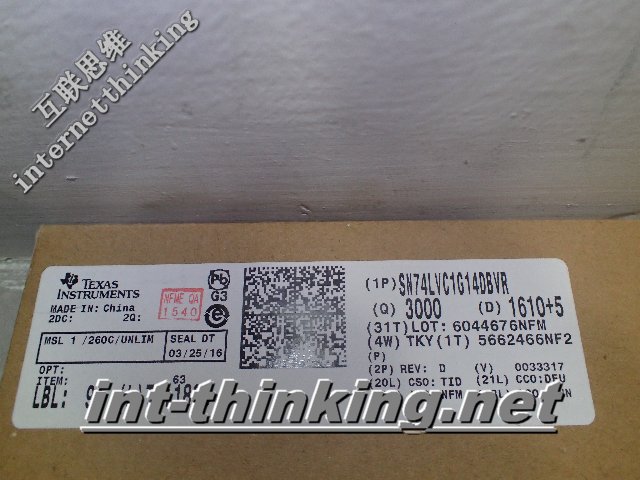 互联思维
internetthinking
TEXAS
INSTRUMENTS
MADE IN: China
2DC: 2Q:
NFME QA
1540
Pb
G3
e
MSL 1 /260C/UNLIM
SEAL DT
03/25/16
OPT:
ITEM: 63
LBL:
(1P) SN74LVC1G14DBVR
(Q) 3000 (D) 1610+5
(31T) LOT: 6044676NFM
(4W) TKY (1T) 5662466NF2
(P)
(2P) REV: D (V) 0033317
(20L) CSO: TID (21L) CCO:DEU
NFM
int-thinking.net